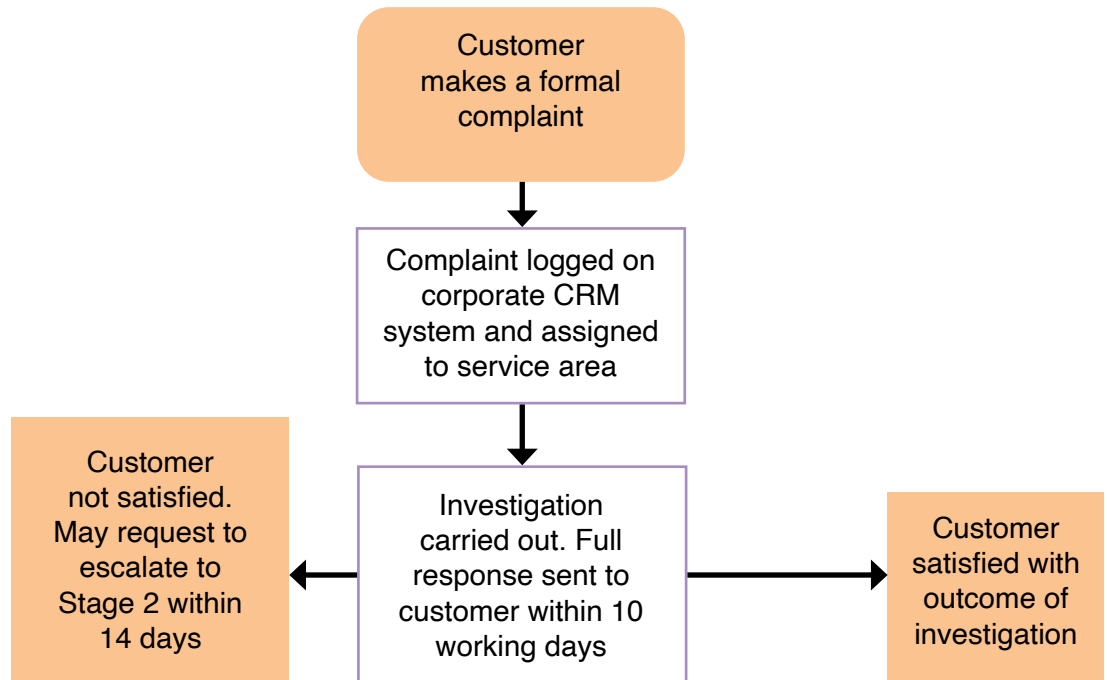 Customer
makes a formal
complaint
Complaint logged on
corporate CRM
system and assigned
to service area
Customer
not satisfied.
May request to
escalate to
Stage 2 within
14 days
Investigation
carried out. Full
response sent to
customer within 10
working days
Customer
satisfied with
outcome of
investigation